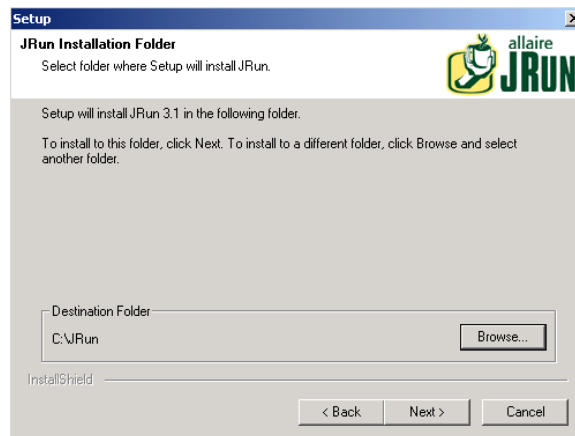 Setup
JRun Installation Folder
Select folder where Setup will install JRun.
allaire
JRUN
Setup will install JRun 3.1 in the following folder.
To install to this folder, click Next. To install to a different folder, click Browse and select
another folder.
Destination Folder
C:\JRun
Browse...
InstallShield
< Back
Next >
Cancel